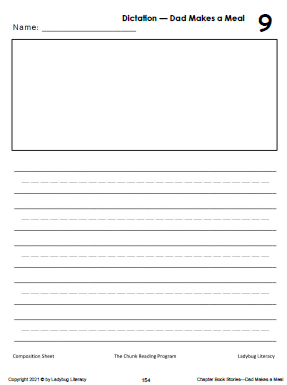 Dictation — Dad Makes a Meal
9
Name:
Composition Sheet The Chunk Reading Program Ladybug Literacy
Copyright 2021 © by Ladybug Literacy 154 Chapter Book Stories—Dad Makes a Meal